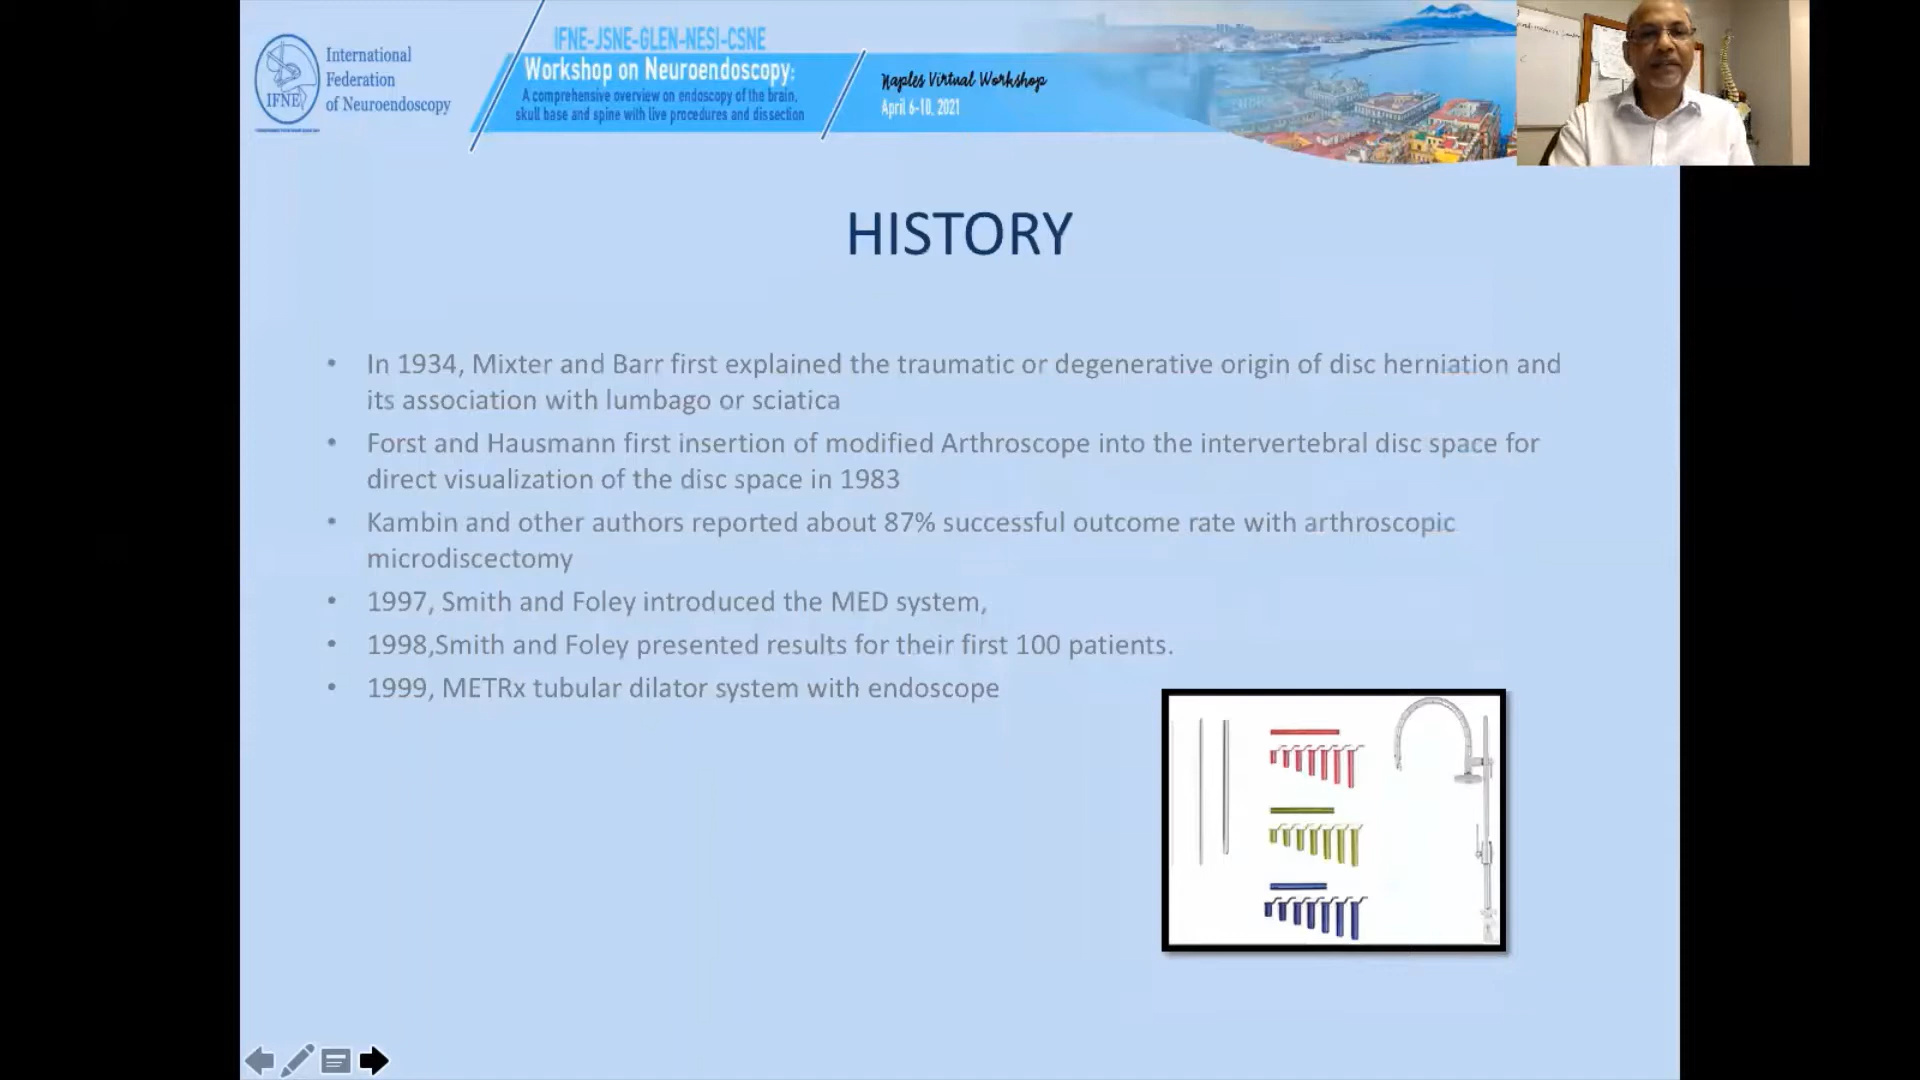 IFNE
International
Federation
of Neuroendoscopy
IFNE-JSNE-GLEN-NESI-CSNE
Workshop on Neuroendoscopy:
A comprehensive overview on endoscopy of the brain,
skull base and spine with live procedures and dissection
Naples Virtual Workshop
April 6-10, 2021
HISTORY
• In 1934, Mixter and Barr first explained the traumatic or degenerative origin of disc herniation and
its association with lumbago or sciatica
• Forst and Hausmann first insertion of modified Arthroscope into the intervertebral disc space for
direct visualization of the disc space in 1983
• Kambin and other authors reported about 87% successful outcome rate with arthroscopic
microdiscectomy
• 1997, Smith and Foley introduced the MED system,
• 1998,Smith and Foley presented results for their first 100 patients.
• 1999, METRx tubular dilator system with endoscope